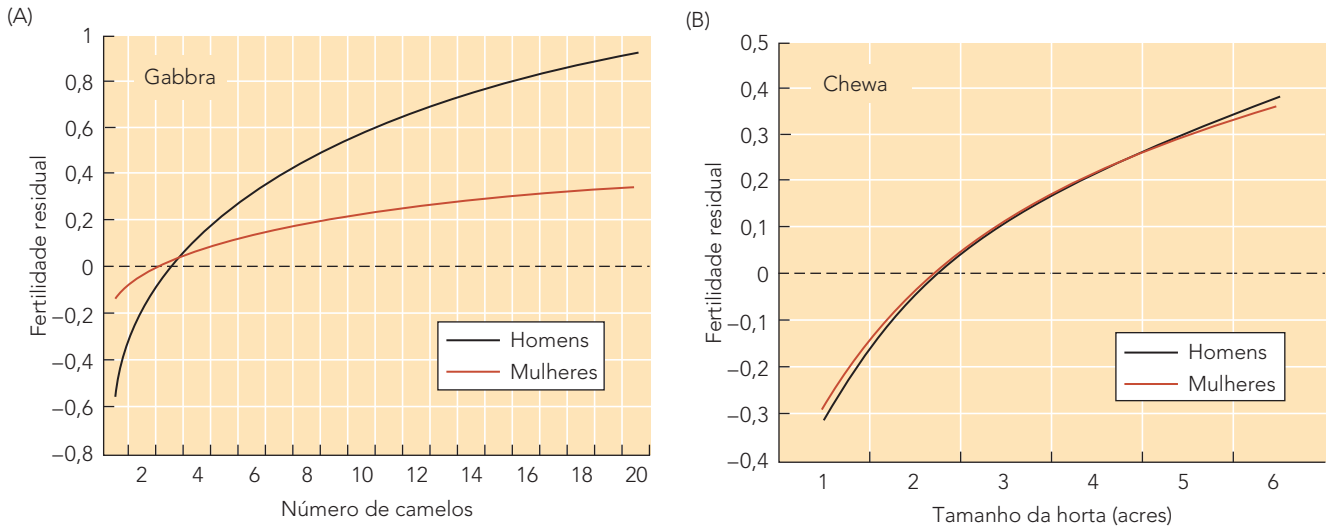 (A)
Fertilidade residual
1
0,8
0,6
0,4
0,2
0
−0,2
−0,4
−0,6
−0,8
Gabbra
Homens
Mulheres
2 4 6 8 10 12 14 16 18 20
Número de camelos
(B)
Fertilidade residual
0,5
0,4
0,3
0,2
0,1
0
−0,1
−0,2
−0,3
−0,4
Chewa
Homens
Mulheres
1 2 3 4 5 6
Tamanho da horta (acres)